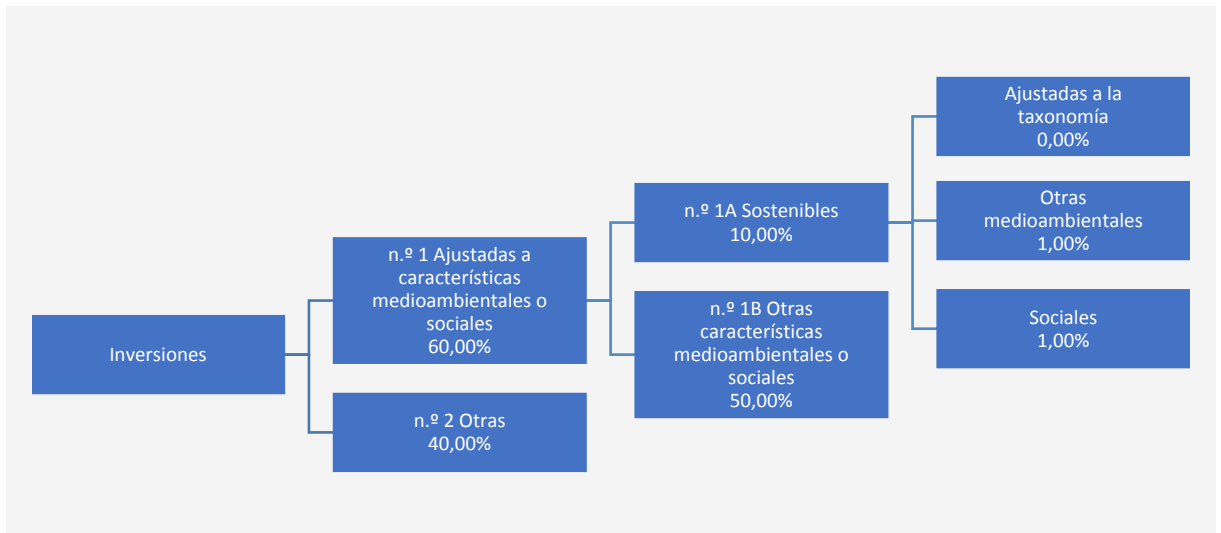 Inversiones
n.º 1 Ajustadas a
características
medioambientales o
sociales
60,00%
n.º 2 Otras
40,00%
n.º 1A Sostenibles
10,00%
n.º 1B Otras
características
medioambientales o
sociales
50,00%
Ajustadas a la
taxonomía
0,00%
Otras
medioambientales
1,00%
Sociales
1,00%